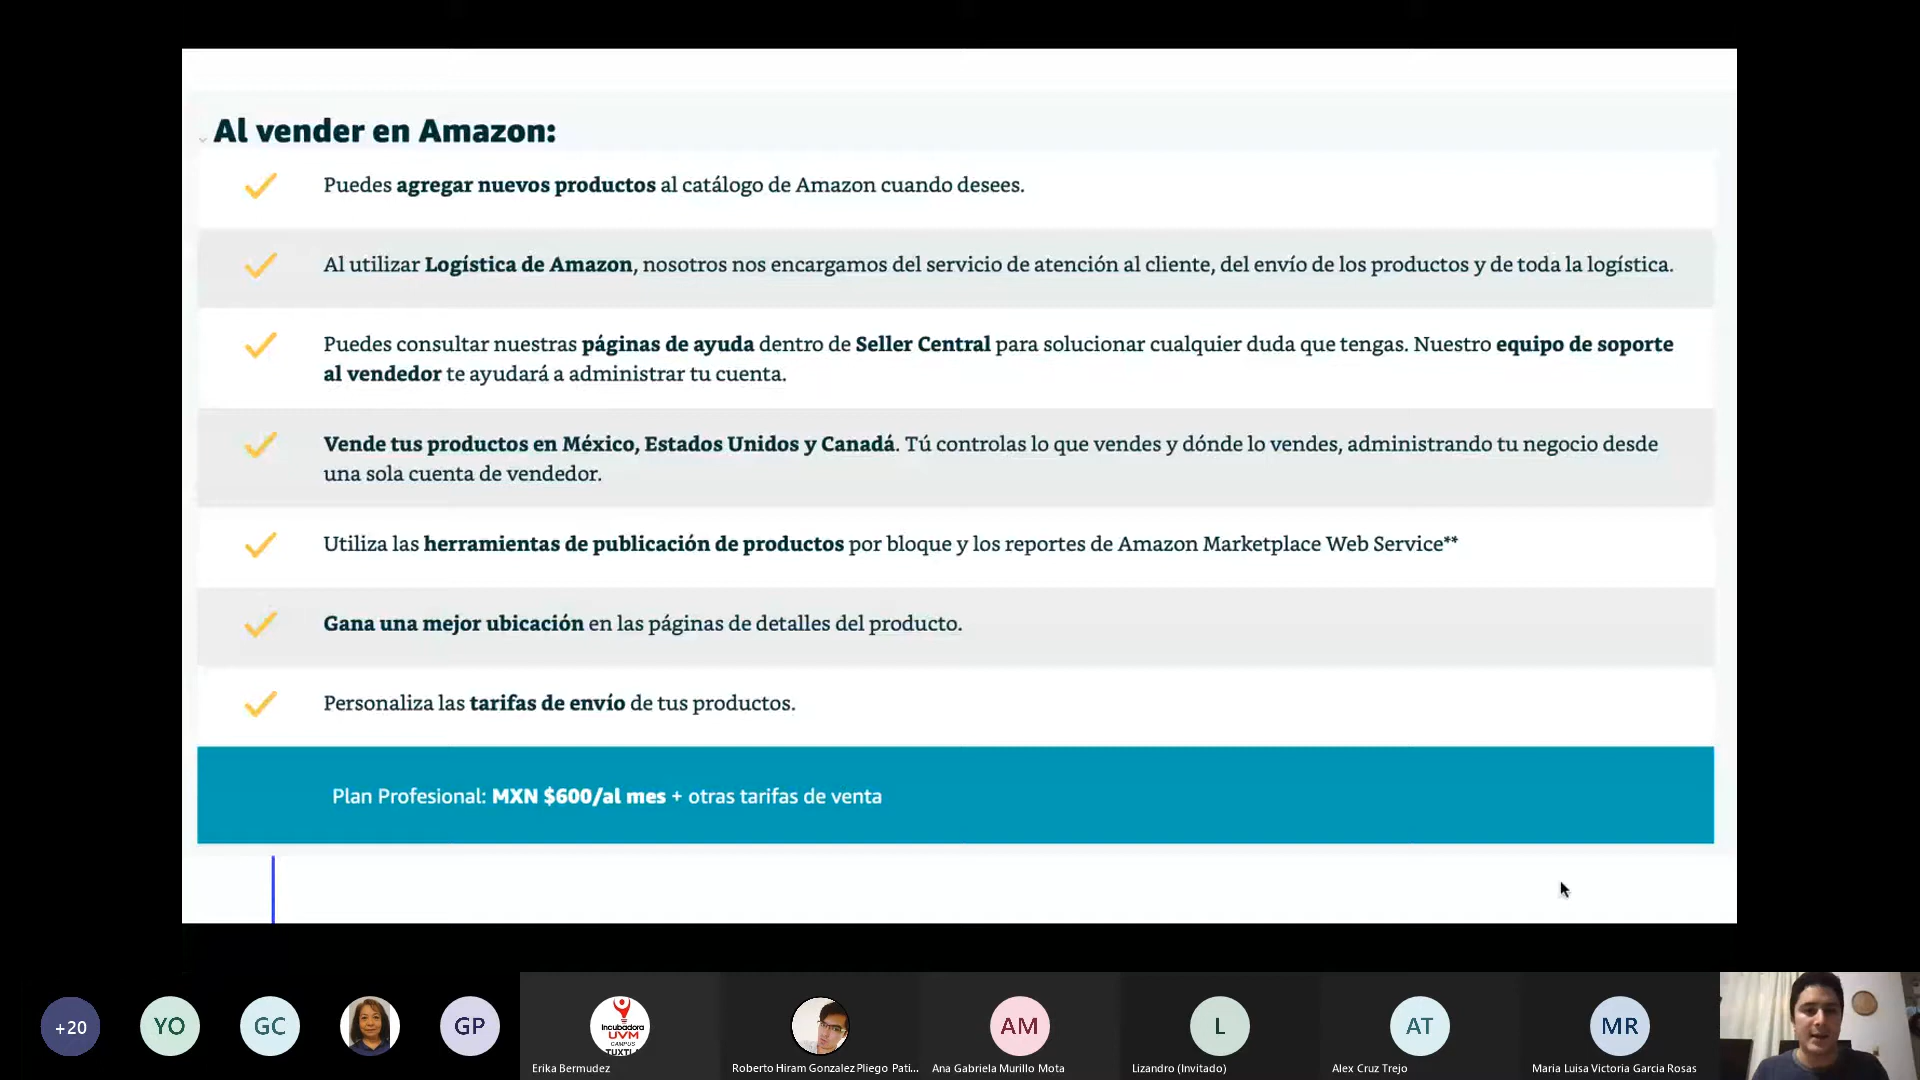 Al vender en Amazon:
Puedes agregar nuevos productos al catálogo de Amazon cuando desees.
Al utilizar Logística de Amazon, nosotros nos encargamos del servicio de atención al cliente, del envío de los productos y de toda la logística.
Puedes consultar nuestras páginas de ayuda dentro de Seller Central para solucionar cualquier duda que tengas. Nuestro equipo de soporte
al vendedor te ayudará a administrar tu cuenta.
Vende tus productos en México, Estados Unidos y Canadá. Tú controlas lo que vendes y dónde lo vendes, administrando tu negocio desde
una sola cuenta de vendedor.
Utiliza las herramientas de publicación de productos por bloque y los reportes de Amazon Marketplace Web Service**
Gana una mejor ubicación en las páginas de detalles del producto.
Personaliza las tarifas de envío de tus productos.
Plan Profesional: MXN $600/al mes + otras tarifas de venta
+20
YO
GC
GP
Incubadora
UVM
CAMPUS
TUXTL
AM
L
AT
MR
Erika Bermudez
Roberto Hiram Gonzalez Pliego Pati...
Ana Gabriela Murillo Mota
Lizandro (Invitado)
Alex Cruz Trejo
Maria Luisa Victoria Garcia Rosas